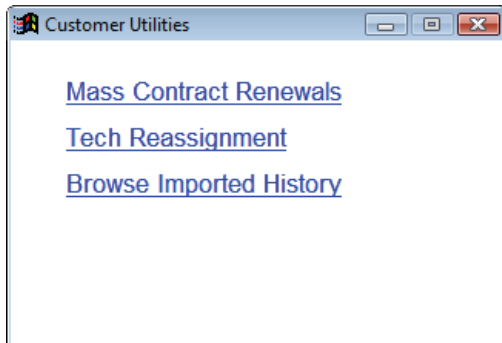 Customer Utilities
Mass Contract Renewals
Tech Reassignment
Browse Imported History